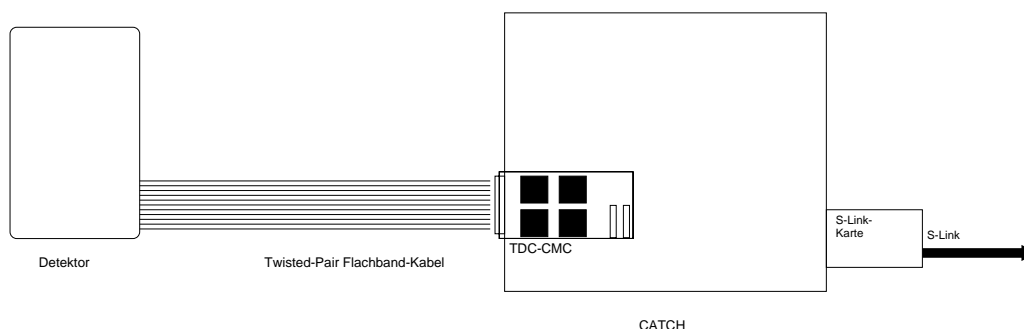 S-Link-
Karte
S-Link
TDC-CMC
Detektor
Twisted-Pair Flachband-Kabel
CATCH